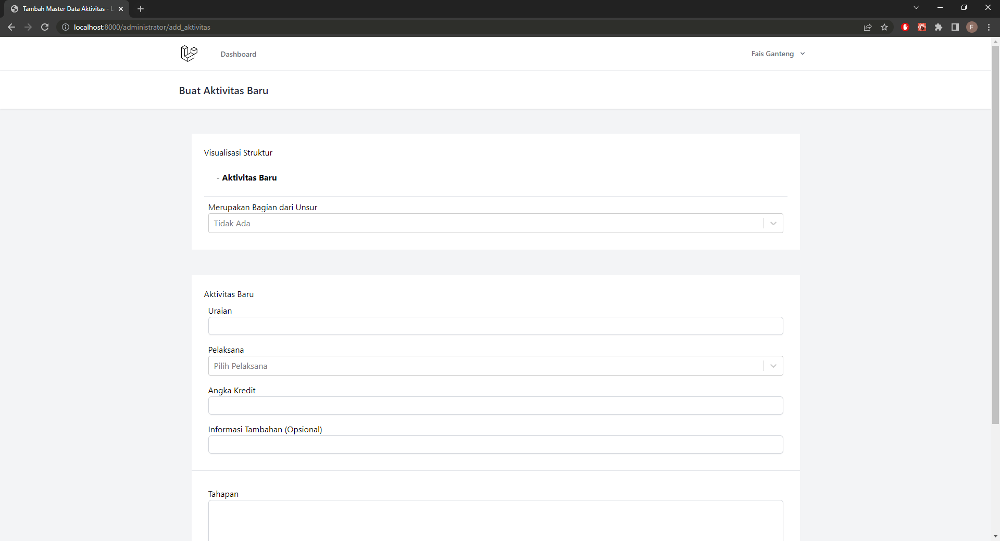 Tambah Master Data Aktivitas - L
localhost:8000/administrator/add_aktivitas
F
Dashboard
Fais Ganteng
Buat Aktivitas Baru
Visualisasi Struktur
- Aktivitas Baru
Merupakan Bagian dari Unsur
Tidak Ada
Aktivitas Baru
Uraian
Pelaksana
Pilih Pelaksana
Angka Kredit
Informasi Tambahan (Opsional)
Tahapan